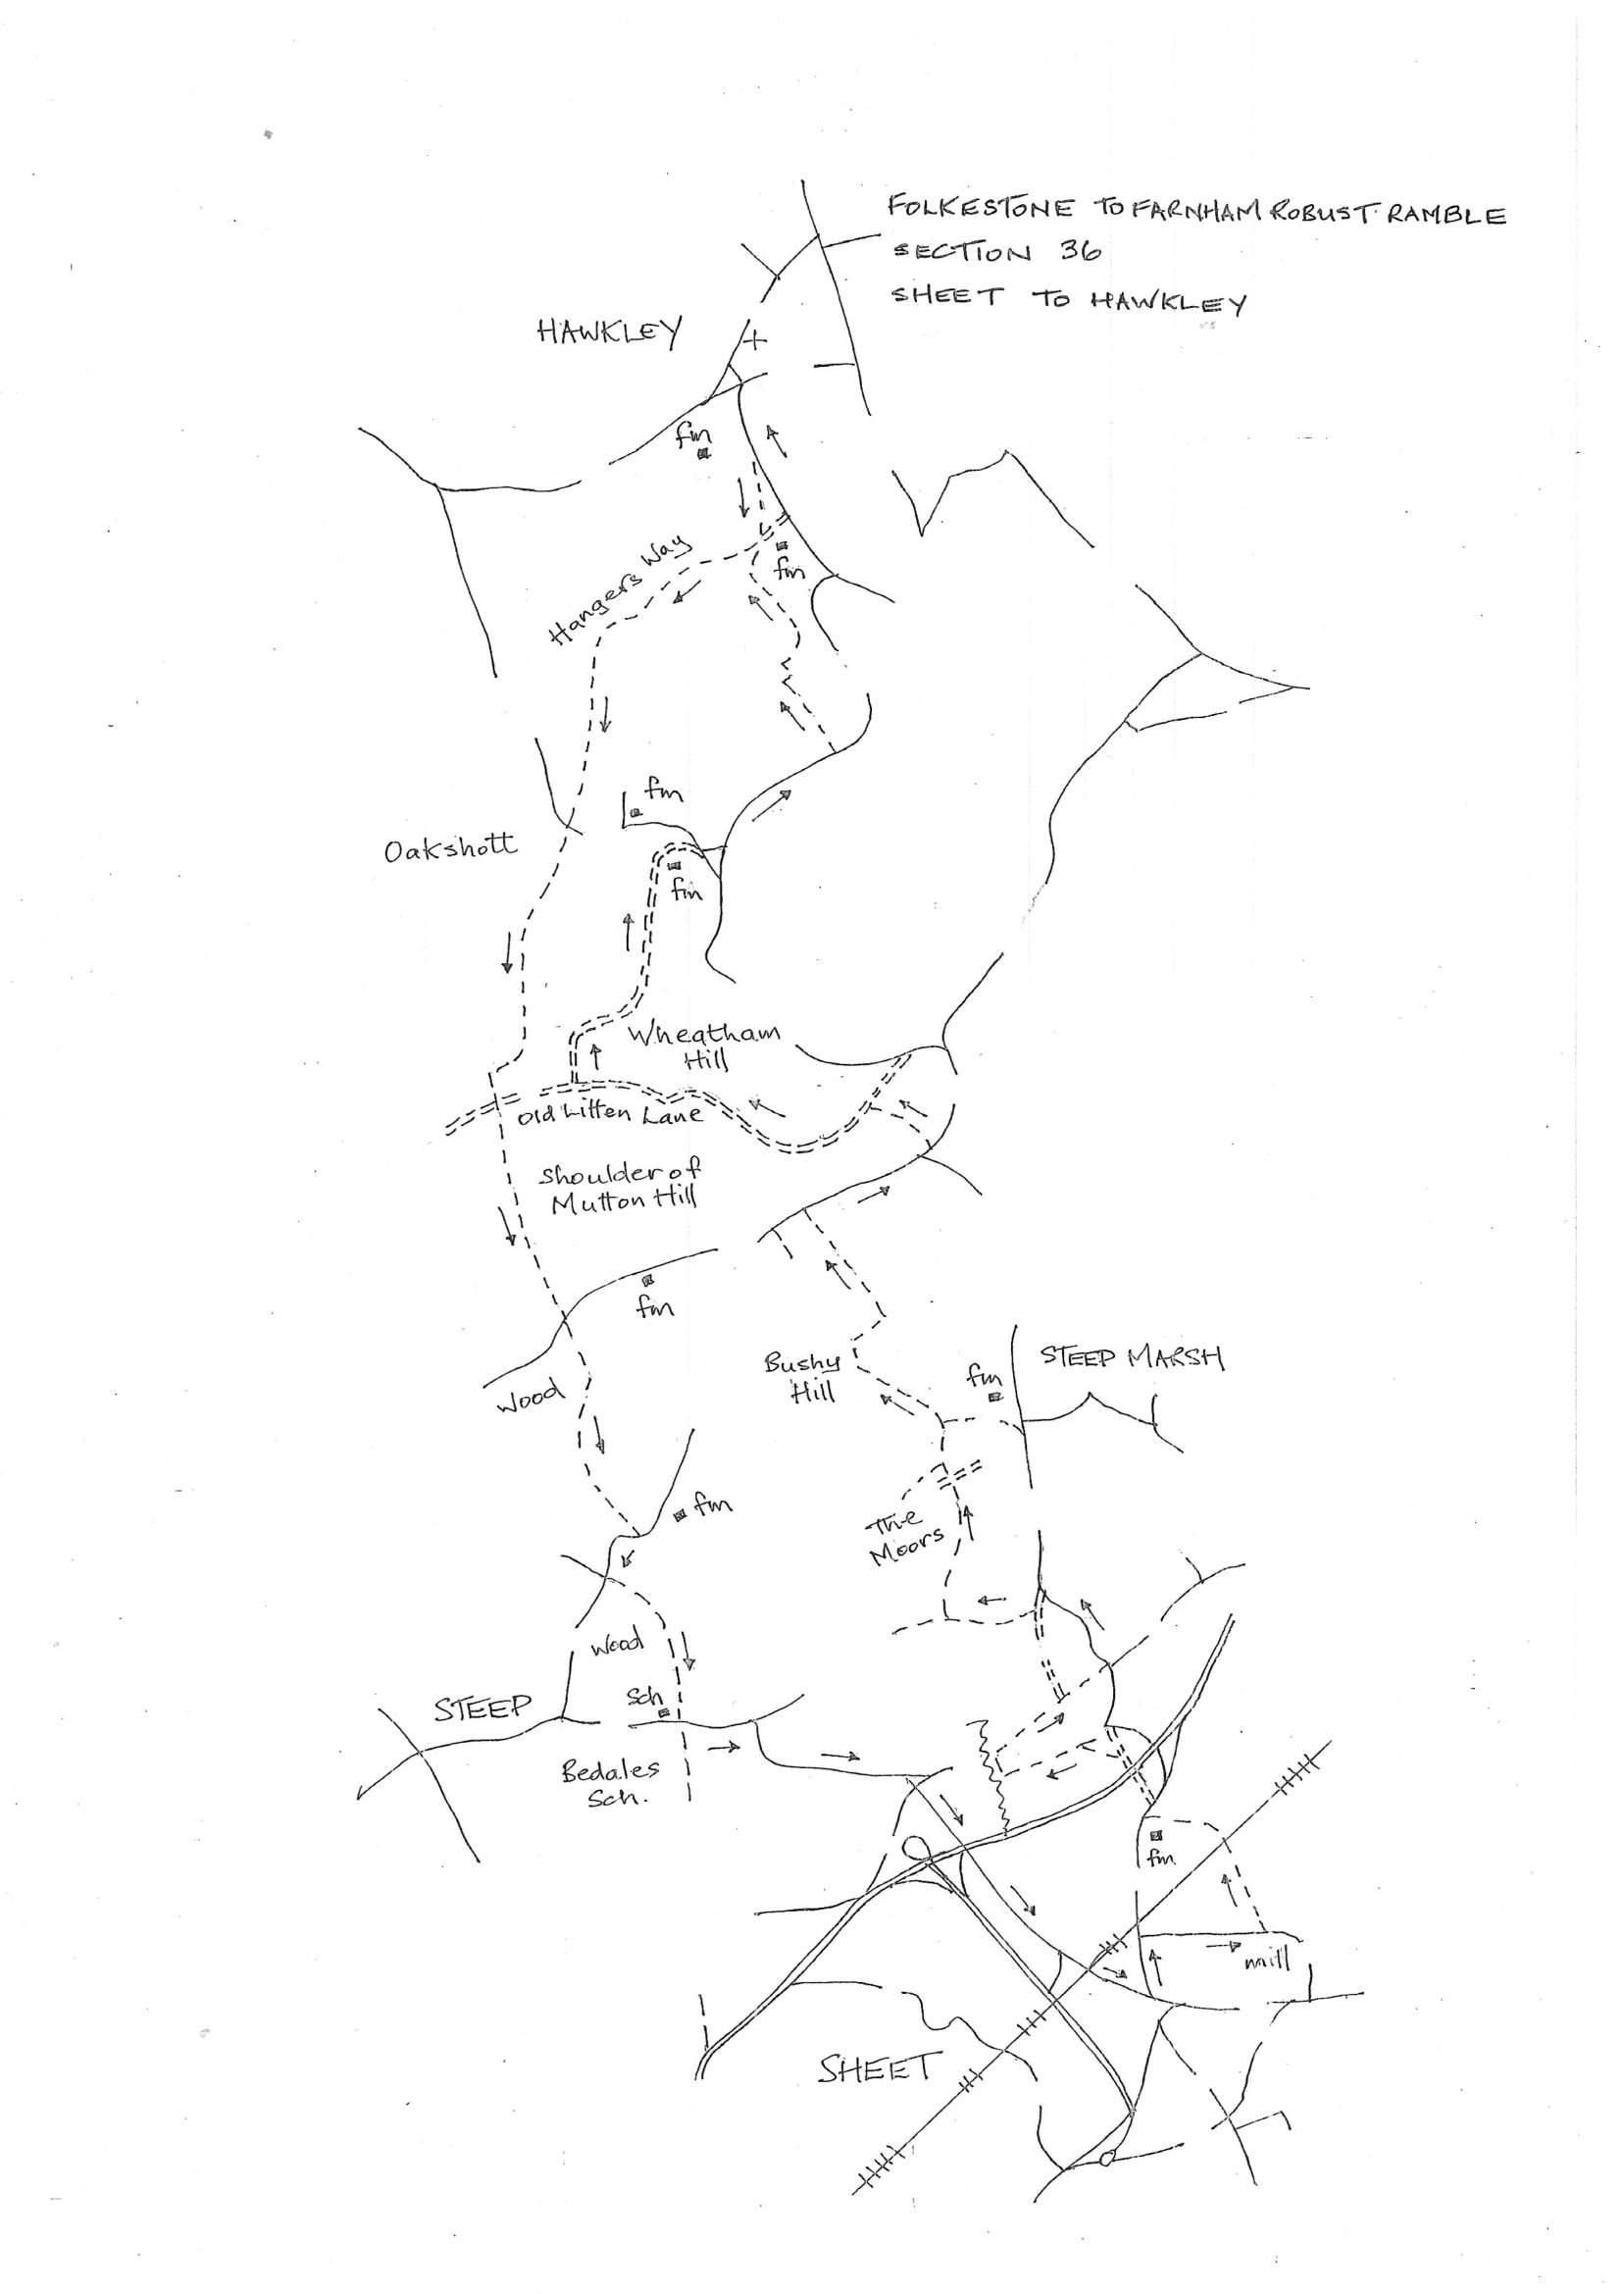 FOLKESTONE TO FARNHAM ROBUST RAMBLE
SECTION 36
SHEET TO HAWKLEY
HAWKLEY
fm
Hangers Way
fm
fm
Oakshott
fm
Wheatham
Hill
Old Litten Lane
Shoulder of
Mutton Hill
fm
Bushy
Hill
STEEP MARSH
fm
Wood
fm
The
Moors
Wood
Sch
STEEP
Bedales
Sch.
fm
mill
SHEET